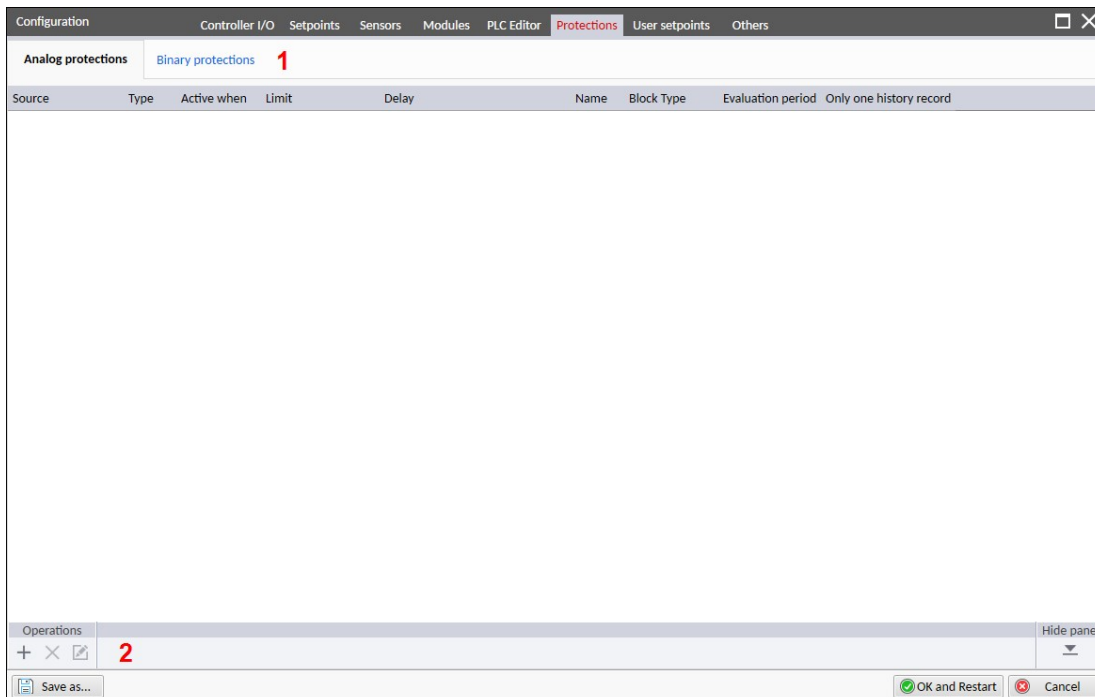 Configuration Controller I/O Setpoints Sensors Modules PLC Editor Protections User setpoints Others
Analog protections Binary protections 1
Source Type Active when Limit Delay Name Block Type Evaluation period Only one history record
Operations Hide pane
2
Save as... OK and Restart Cancel